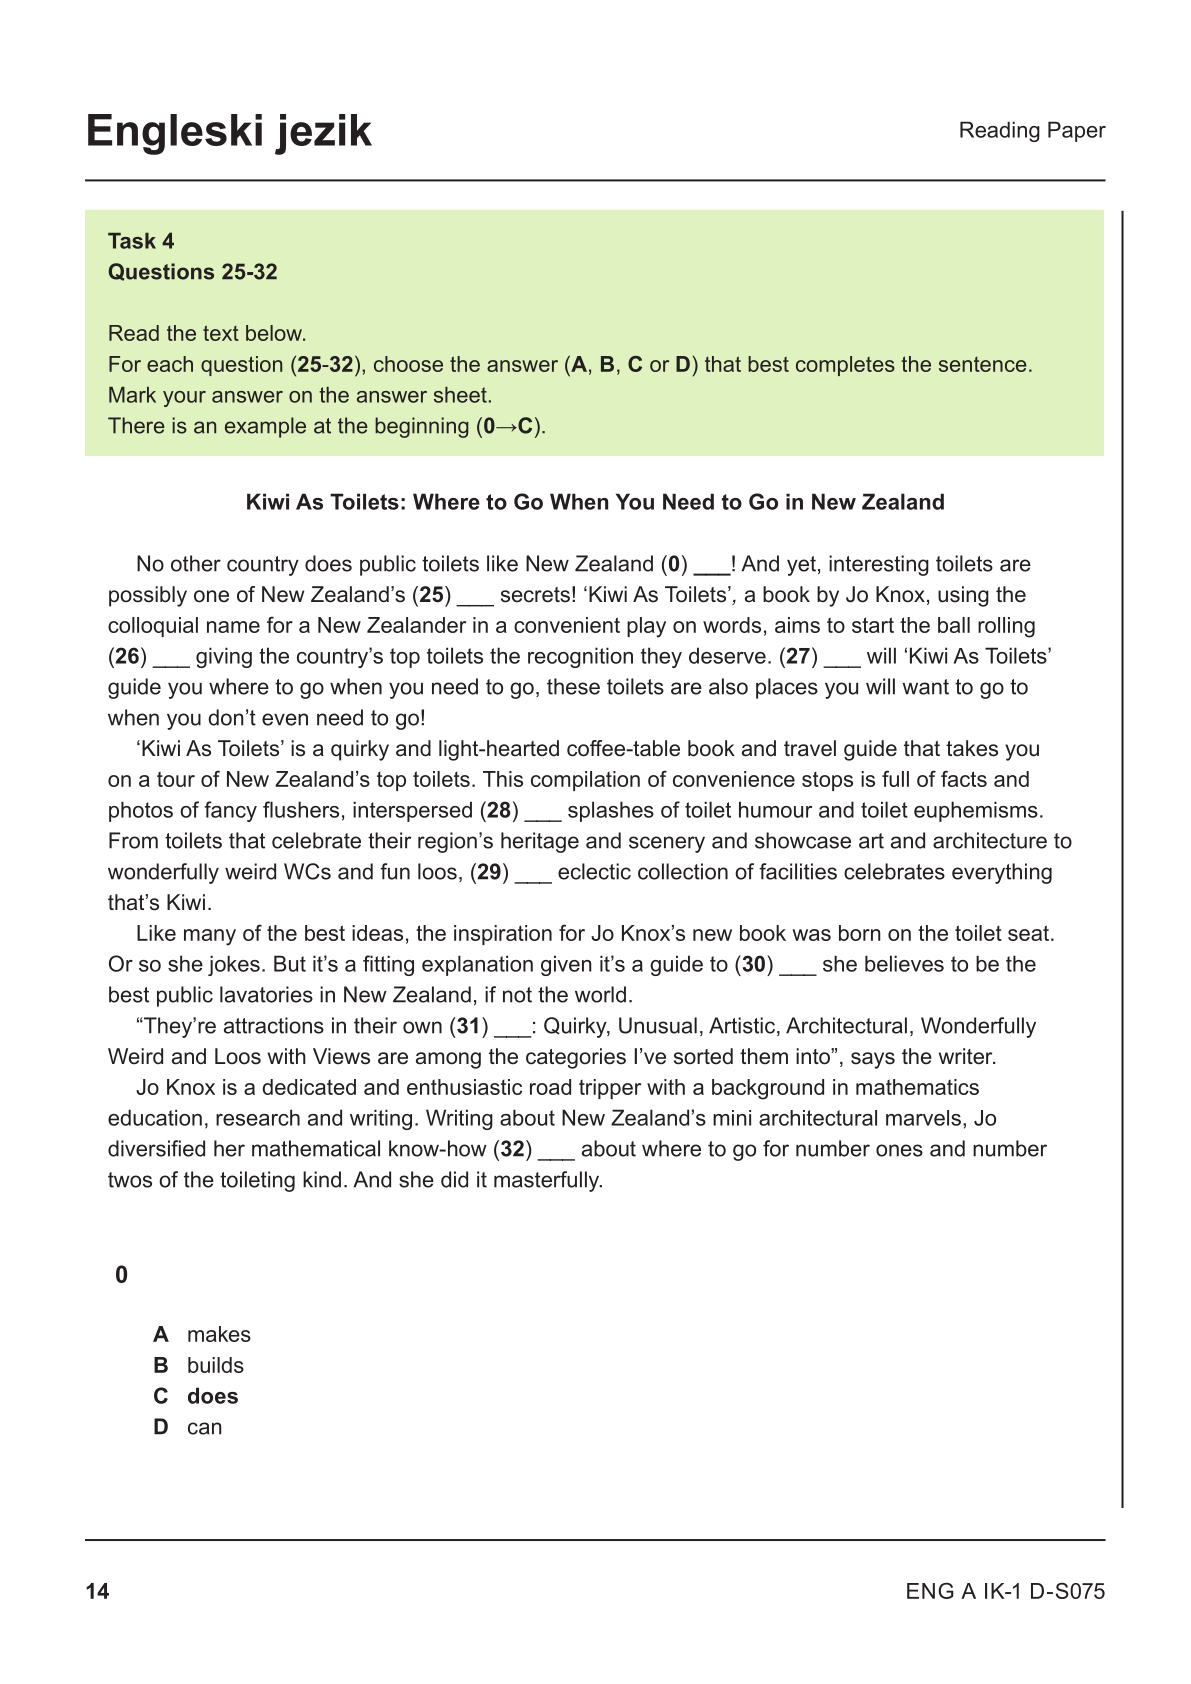 Engleski jezik
Reading Paper
Task 4
Questions 25-32
Read the text below.
For each question (25-32), choose the answer (A, B, C or D) that best completes the sentence.
Mark your answer on the answer sheet.
There is an example at the beginning (0→C).
Kiwi As Toilets: Where to Go When You Need to Go in New Zealand
No other country does public toilets like New Zealand (0) ___! And yet, interesting toilets are
possibly one of New Zealand’s (25) ___ secrets! ‘Kiwi As Toilets’, a book by Jo Knox, using the
colloquial name for a New Zealander in a convenient play on words, aims to start the ball rolling
(26) ___ giving the country’s top toilets the recognition they deserve. (27) ___ will ‘Kiwi As Toilets’
guide you where to go when you need to go, these toilets are also places you will want to go to
when you don’t even need to go!
‘Kiwi As Toilets’ is a quirky and light-hearted coffee-table book and travel guide that takes you
on a tour of New Zealand’s top toilets. This compilation of convenience stops is full of facts and
photos of fancy flushers, interspersed (28) ___ splashes of toilet humour and toilet euphemisms.
From toilets that celebrate their region’s heritage and scenery and showcase art and architecture to
wonderfully weird WCs and fun loos, (29) ___ eclectic collection of facilities celebrates everything
that’s Kiwi.
Like many of the best ideas, the inspiration for Jo Knox’s new book was born on the toilet seat.
Or so she jokes. But it’s a fitting explanation given it’s a guide to (30) ___ she believes to be the
best public lavatories in New Zealand, if not the world.
“They’re attractions in their own (31) ___: Quirky, Unusual, Artistic, Architectural, Wonderfully
Weird and Loos with Views are among the categories I’ve sorted them into”, says the writer.
Jo Knox is a dedicated and enthusiastic road tripper with a background in mathematics
education, research and writing. Writing about New Zealand’s mini architectural marvels, Jo
diversified her mathematical know-how (32) ___ about where to go for number ones and number
twos of the toileting kind. And she did it masterfully.
0
A makes
B builds
C does
D can
14
ENG A IK-1 D-S075